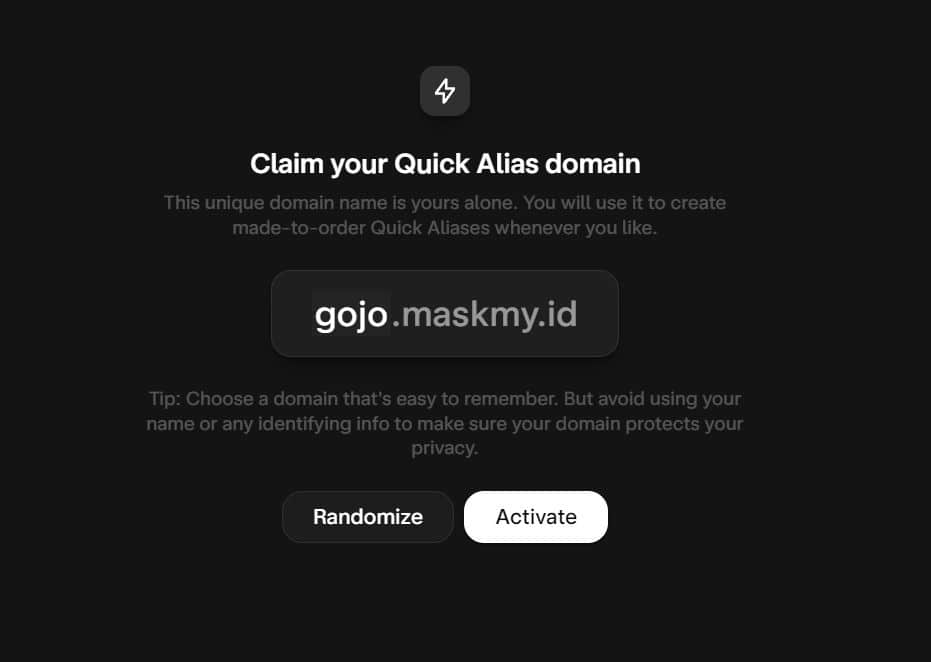 Claim your Quick Alias domain
This unique domain name is yours alone. You will use it to create
made-to-order Quick Aliases whenever you like.
gojo.maskmy.id
Tip: Choose a domain that's easy to remember. But avoid using your
name or any identifying info to make sure your domain protects your
privacy.
Randomize Activate